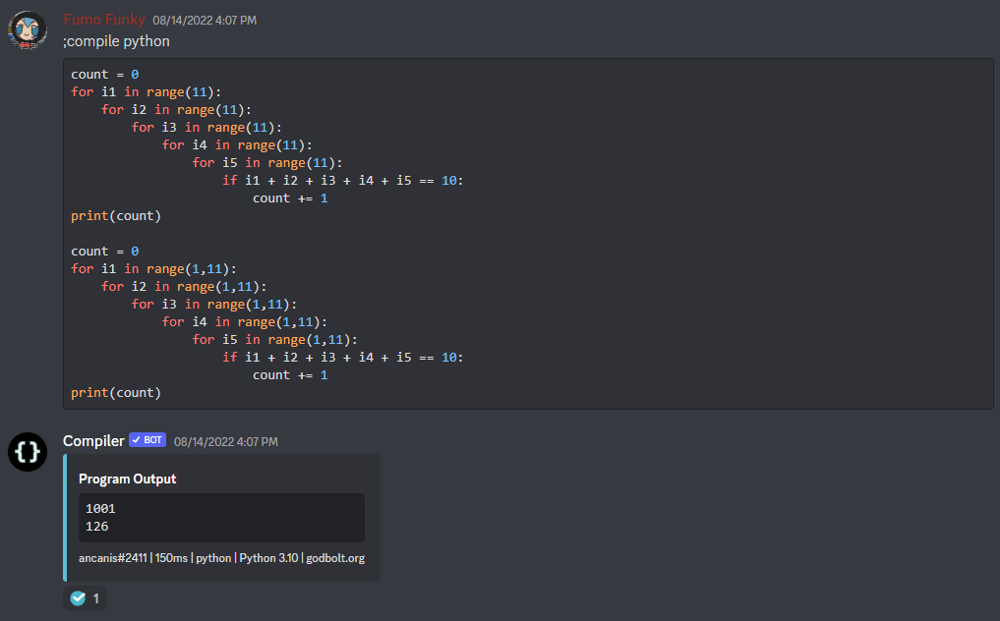 Fumo Funky 08/14/2022 4:07 PM
;compile python
count = 0
for i1 in range(11):
    for i2 in range(11):
        for i3 in range(11):
            for i4 in range(11):
                for i5 in range(11):
                    if i1 + i2 + i3 + i4 + i5 == 10:
                        count += 1
print(count)

count = 0
for i1 in range(1,11):
    for i2 in range(1,11):
        for i3 in range(1,11):
            for i4 in range(1,11):
                for i5 in range(1,11):
                    if i1 + i2 + i3 + i4 + i5 == 10:
                        count += 1
print(count)
{} Compiler ✓ BOT 08/14/2022 4:07 PM
Program Output
1001
126
ancanis#2411 | 150ms | python | Python 3.10 | godbolt.org
1